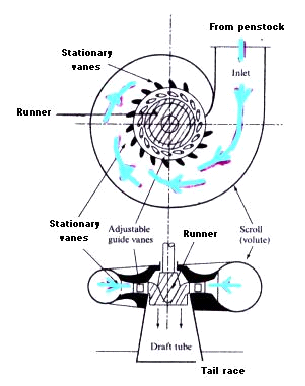 From penstock
Stationary
vanes
Inlet
Runner
Stationary
vanes
Adjustable
guide vanes
Runner
Scroll
(volute)
Draft tube
Tail race